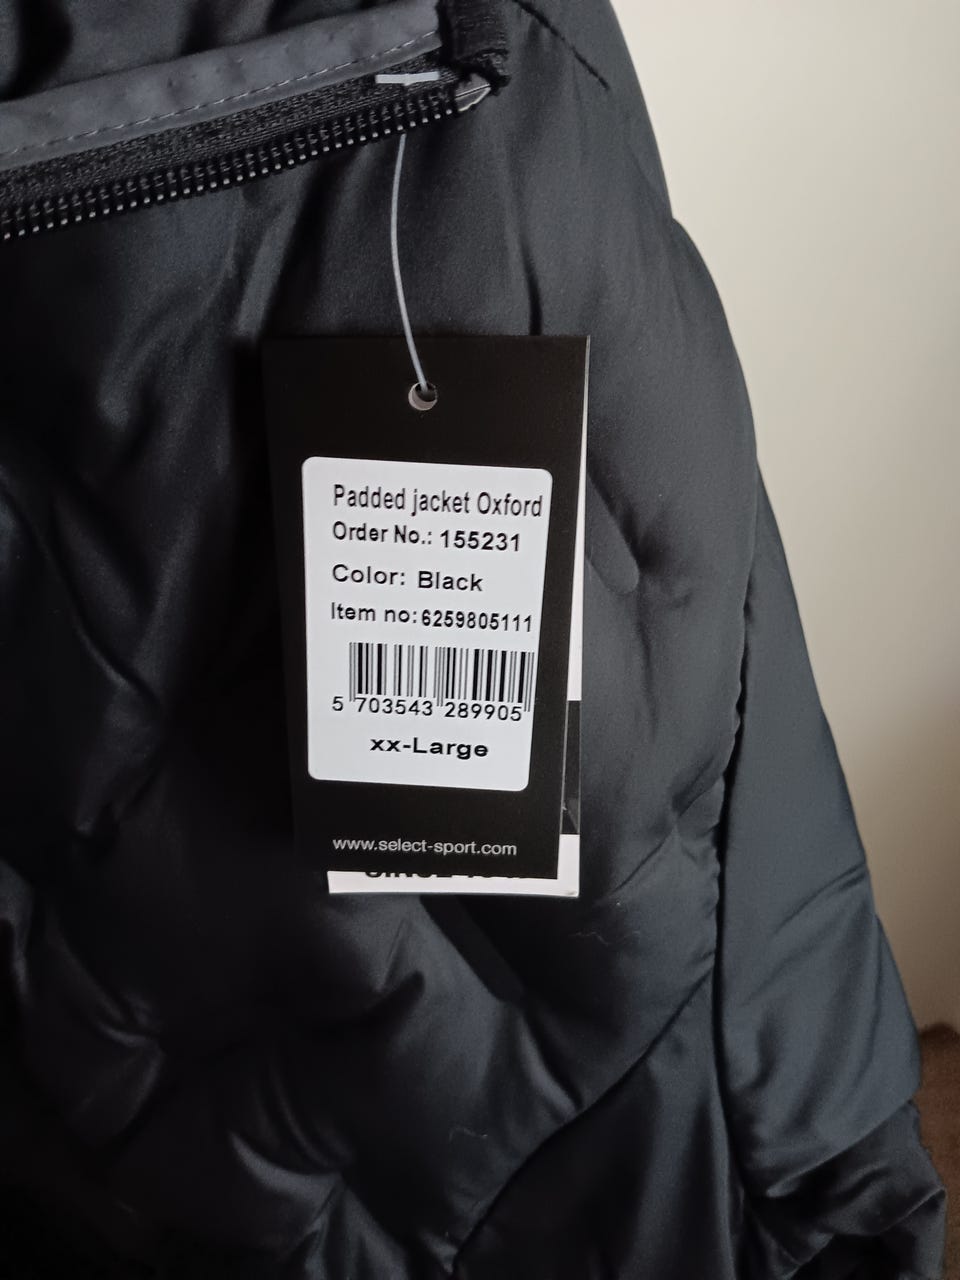 Padded jacket Oxford
Order No.: 155231
Color: Black
Item no: 6259805111
5 703543 289905
xx-Large
www.select-sport.com